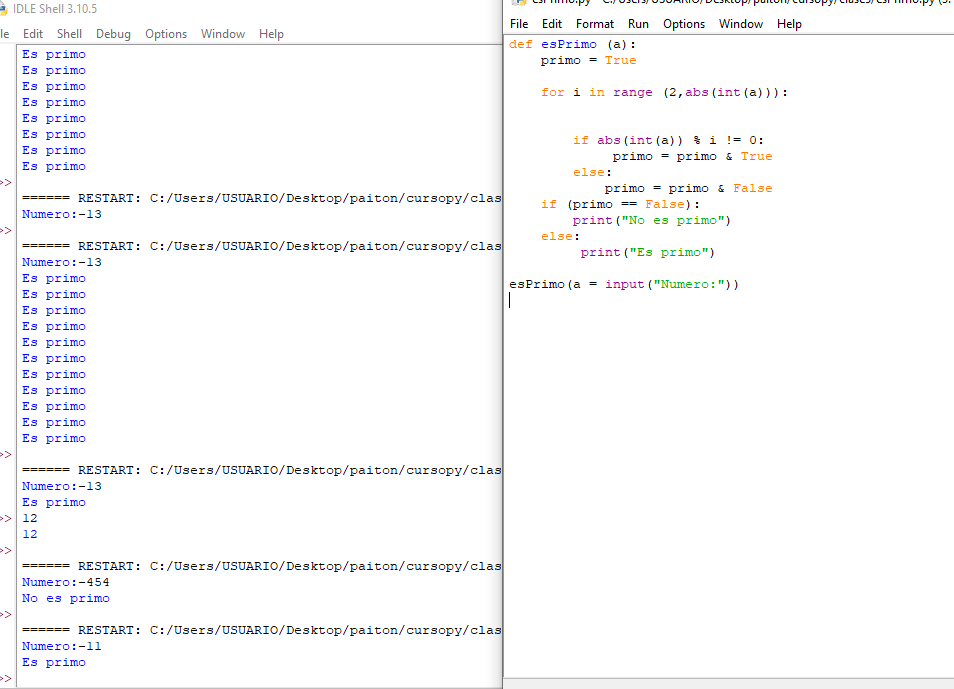 IDLE Shell 3.10.5
le Edit Shell Debug Options Window Help
Es primo
Es primo
Es primo
Es primo
Es primo
Es primo
Es primo
Es primo
>>
====== RESTART: C:/Users/USUARIO/Desktop/paiton/cursopy/clas
Numero:-13
>>
====== RESTART: C:/Users/USUARIO/Desktop/paiton/cursopy/clas
Numero:-13
Es primo
Es primo
Es primo
Es primo
Es primo
Es primo
Es primo
Es primo
Es primo
Es primo
Es primo
>>
====== RESTART: C:/Users/USUARIO/Desktop/paiton/cursopy/clas
Numero:-13
Es primo
>> 12
12
>>
====== RESTART: C:/Users/USUARIO/Desktop/paiton/cursopy/clas
Numero:-454
No es primo
>>
====== RESTART: C:/Users/USUARIO/Desktop/paiton/cursopy/clas
Numero:-11
Es primo
>>
esPrimo.py - C:/Users/USUARIO/Desktop/paiton/cursopy/clases/esPrimo.py (3.
File Edit Format Run Options Window Help
def esPrimo (a):
    primo = True
    for i in range (2,abs(int(a))):
        if abs(int(a)) % i != 0:
             primo = primo & True
        else:
            primo = primo & False
    if (primo == False):
        print("No es primo")
    else:
         print("Es primo")
esPrimo(a = input("Numero:"))